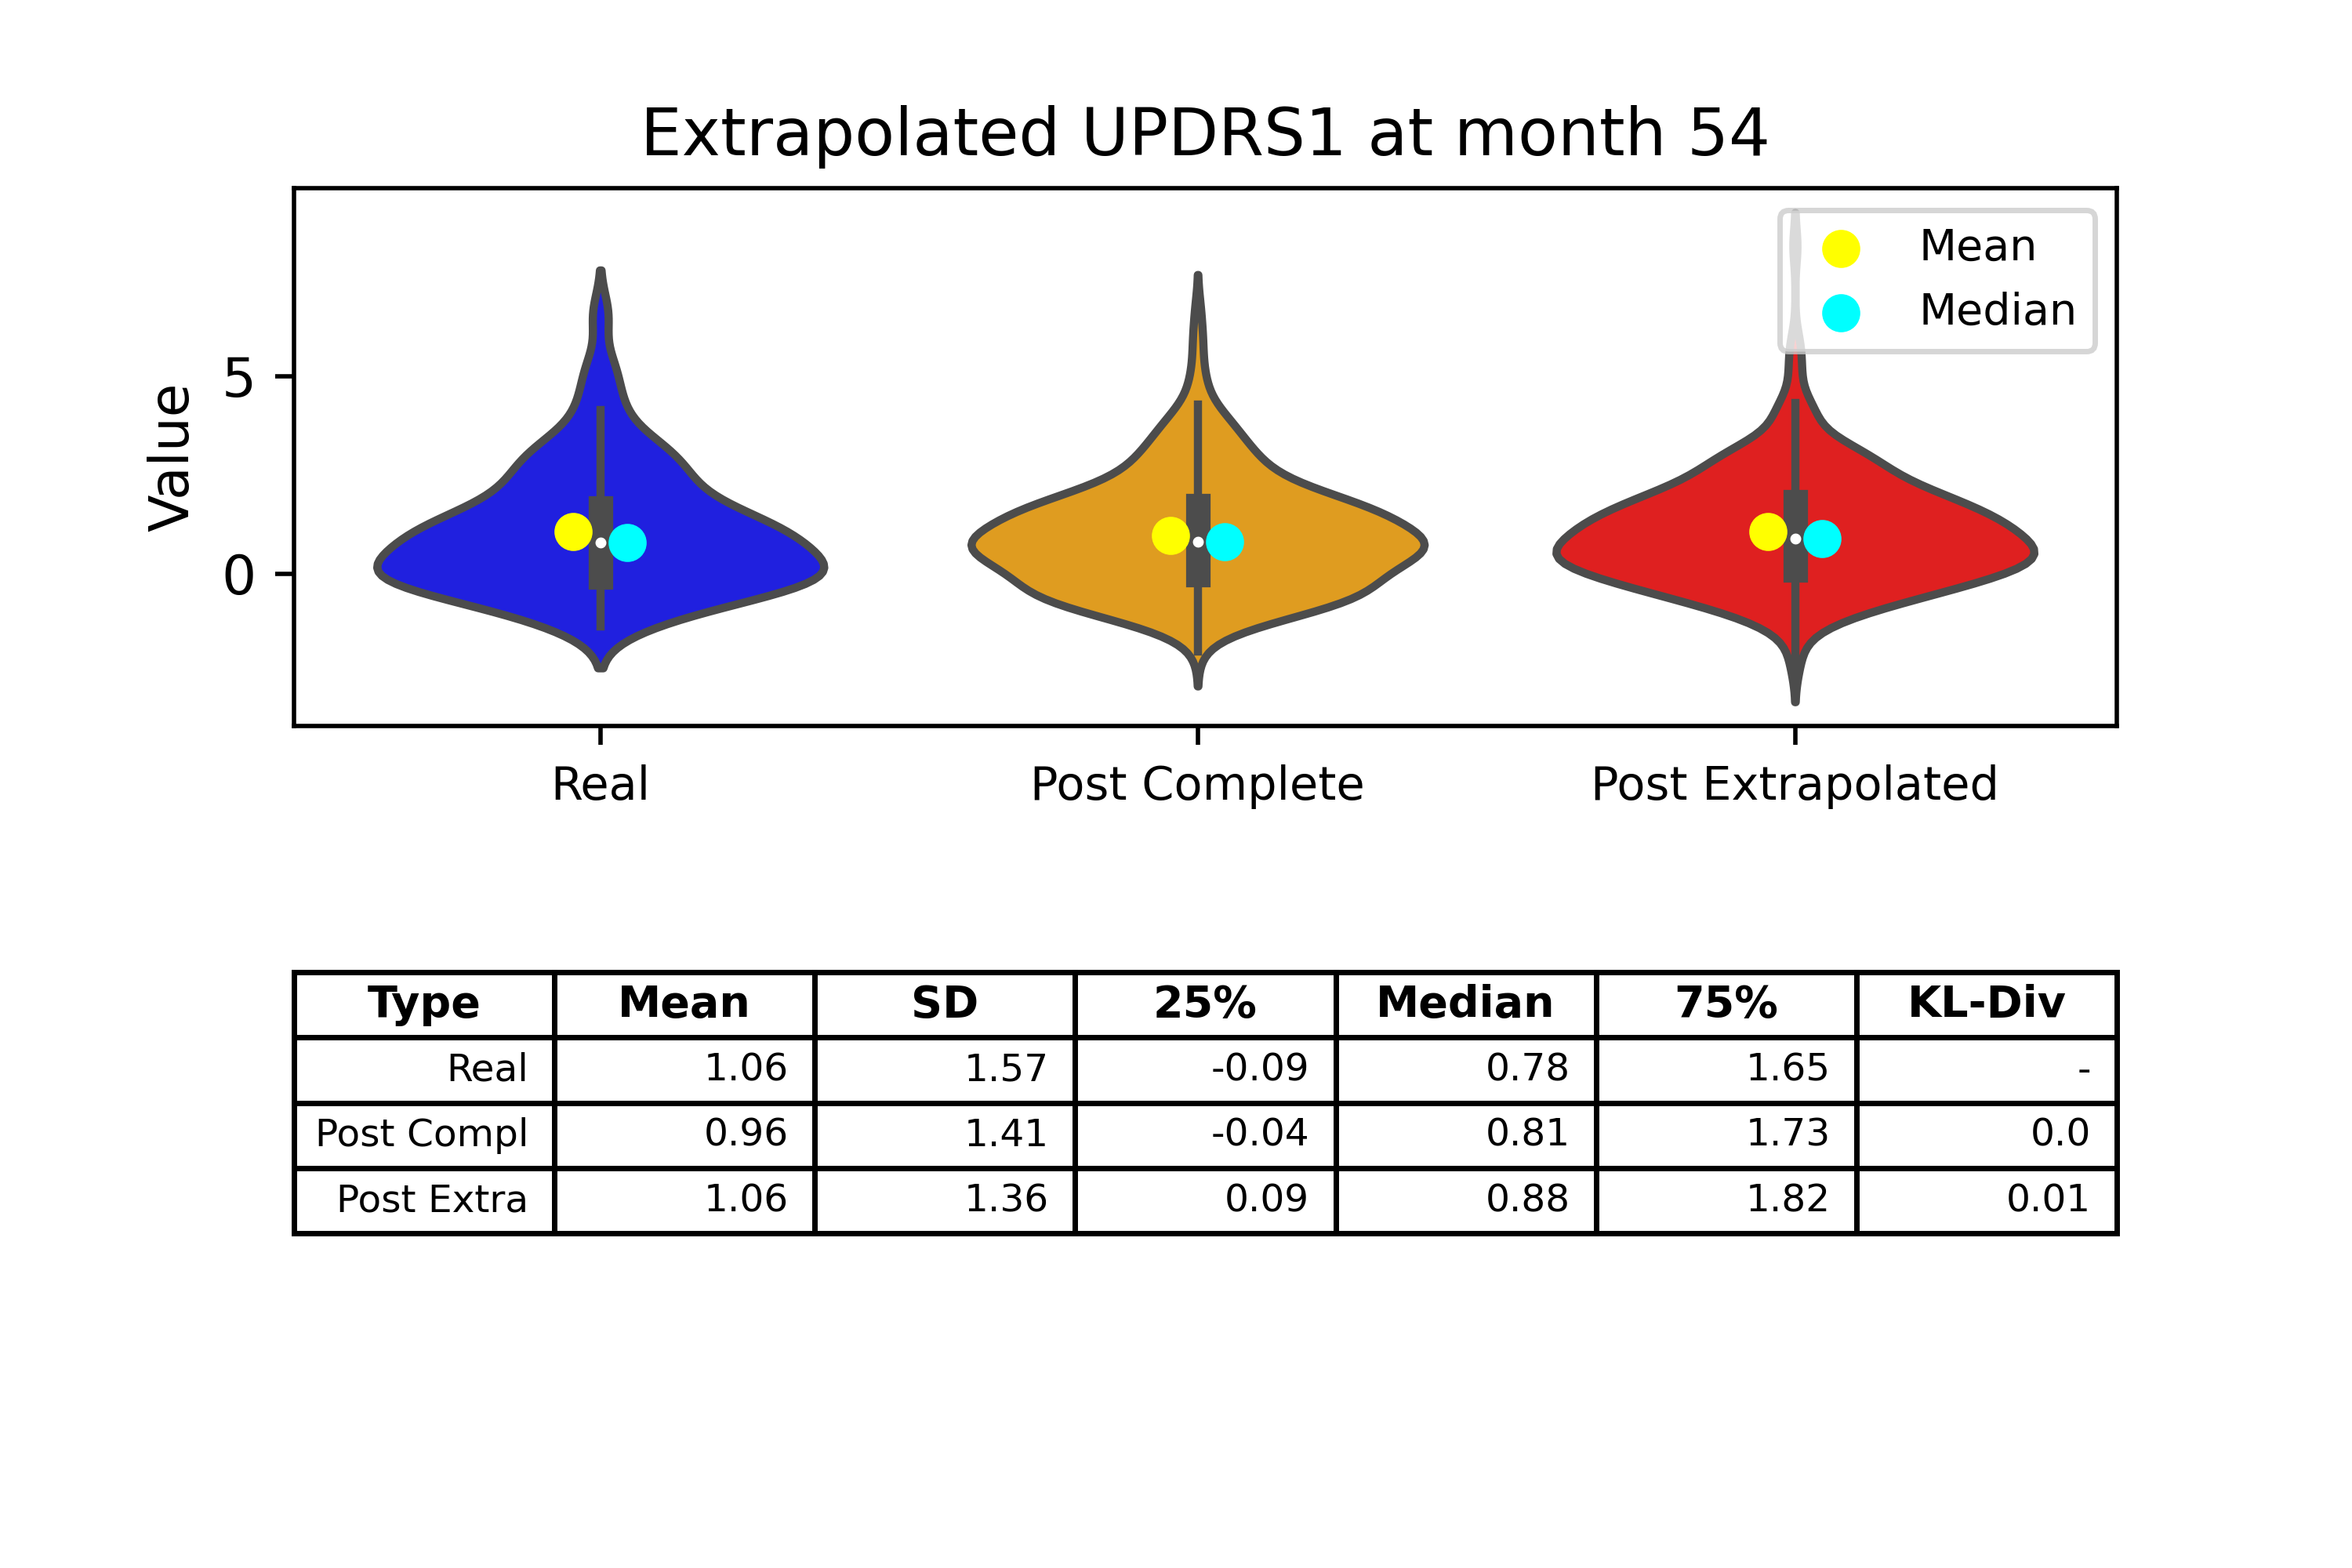 Extrapolated UPDRS1 at month 54
Mean
Median
Value
5
0
Real Post Complete Post Extrapolated
Type Mean SD 25% Median 75% KL-Div
Real 1.06 1.57 -0.09 0.78 1.65 -
Post Compl 0.96 1.41 -0.04 0.81 1.73 0.0
Post Extra 1.06 1.36 0.09 0.88 1.82 0.01